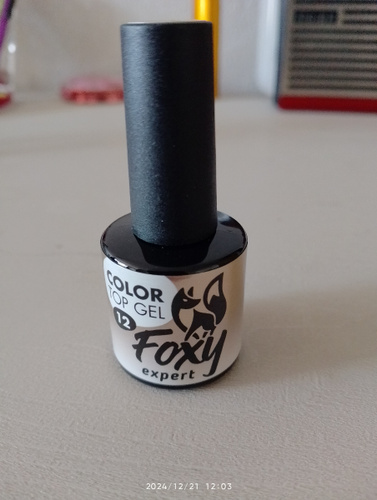 COLOR
TOP GEL
12
Foxy
expert
2024/12/21 12:03